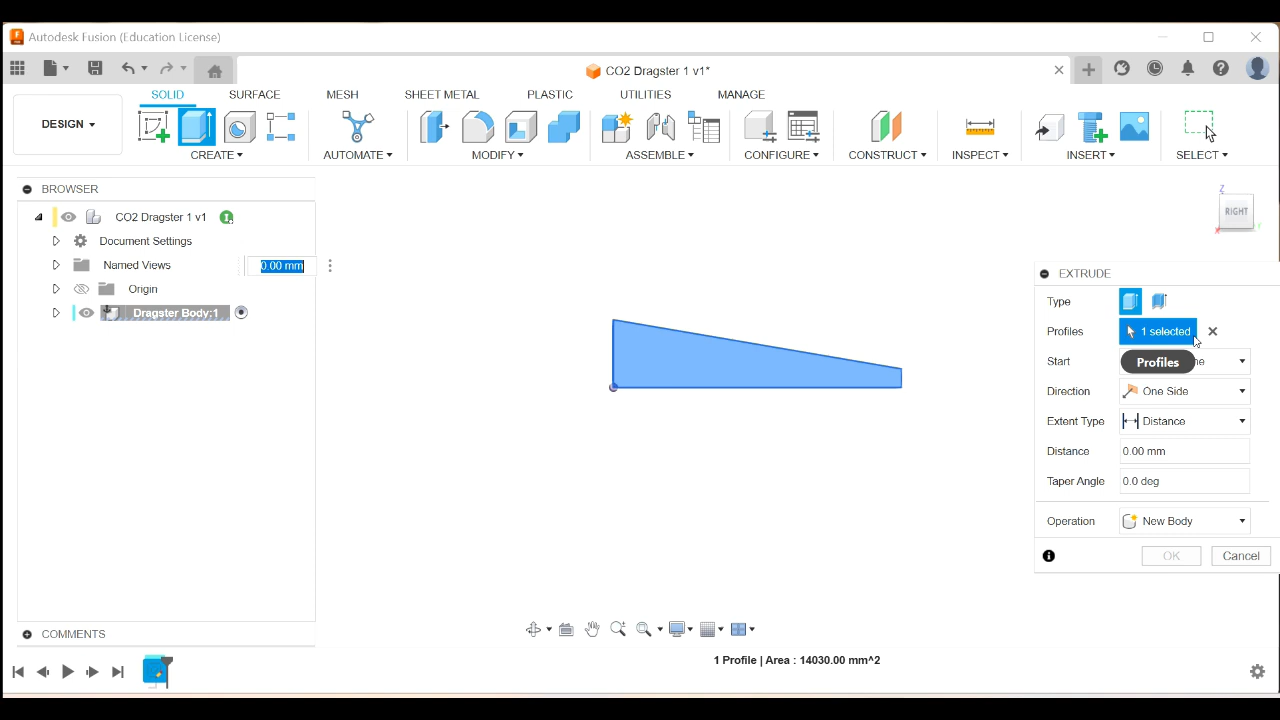 Autodesk Fusion (Education License)
CO2 Dragster 1 v1*
SOLID SURFACE MESH SHEET METAL PLASTIC UTILITIES MANAGE
DESIGN
CREATE AUTOMATE MODIFY ASSEMBLE CONFIGURE CONSTRUCT INSPECT INSERT SELECT
BROWSER
CO2 Dragster 1 v1
Document Settings
Named Views
0.00 mm
Origin
Dragster Body:1
Z
RIGHT
X
Y
EXTRUDE
Type
Profiles 1 selected
Start
Profiles
Direction One Side
Extent Type Distance
Distance 0.00 mm
Taper Angle 0.0 deg
Operation New Body
OK Cancel
COMMENTS
1 Profile | Area : 14030.00 mm^2